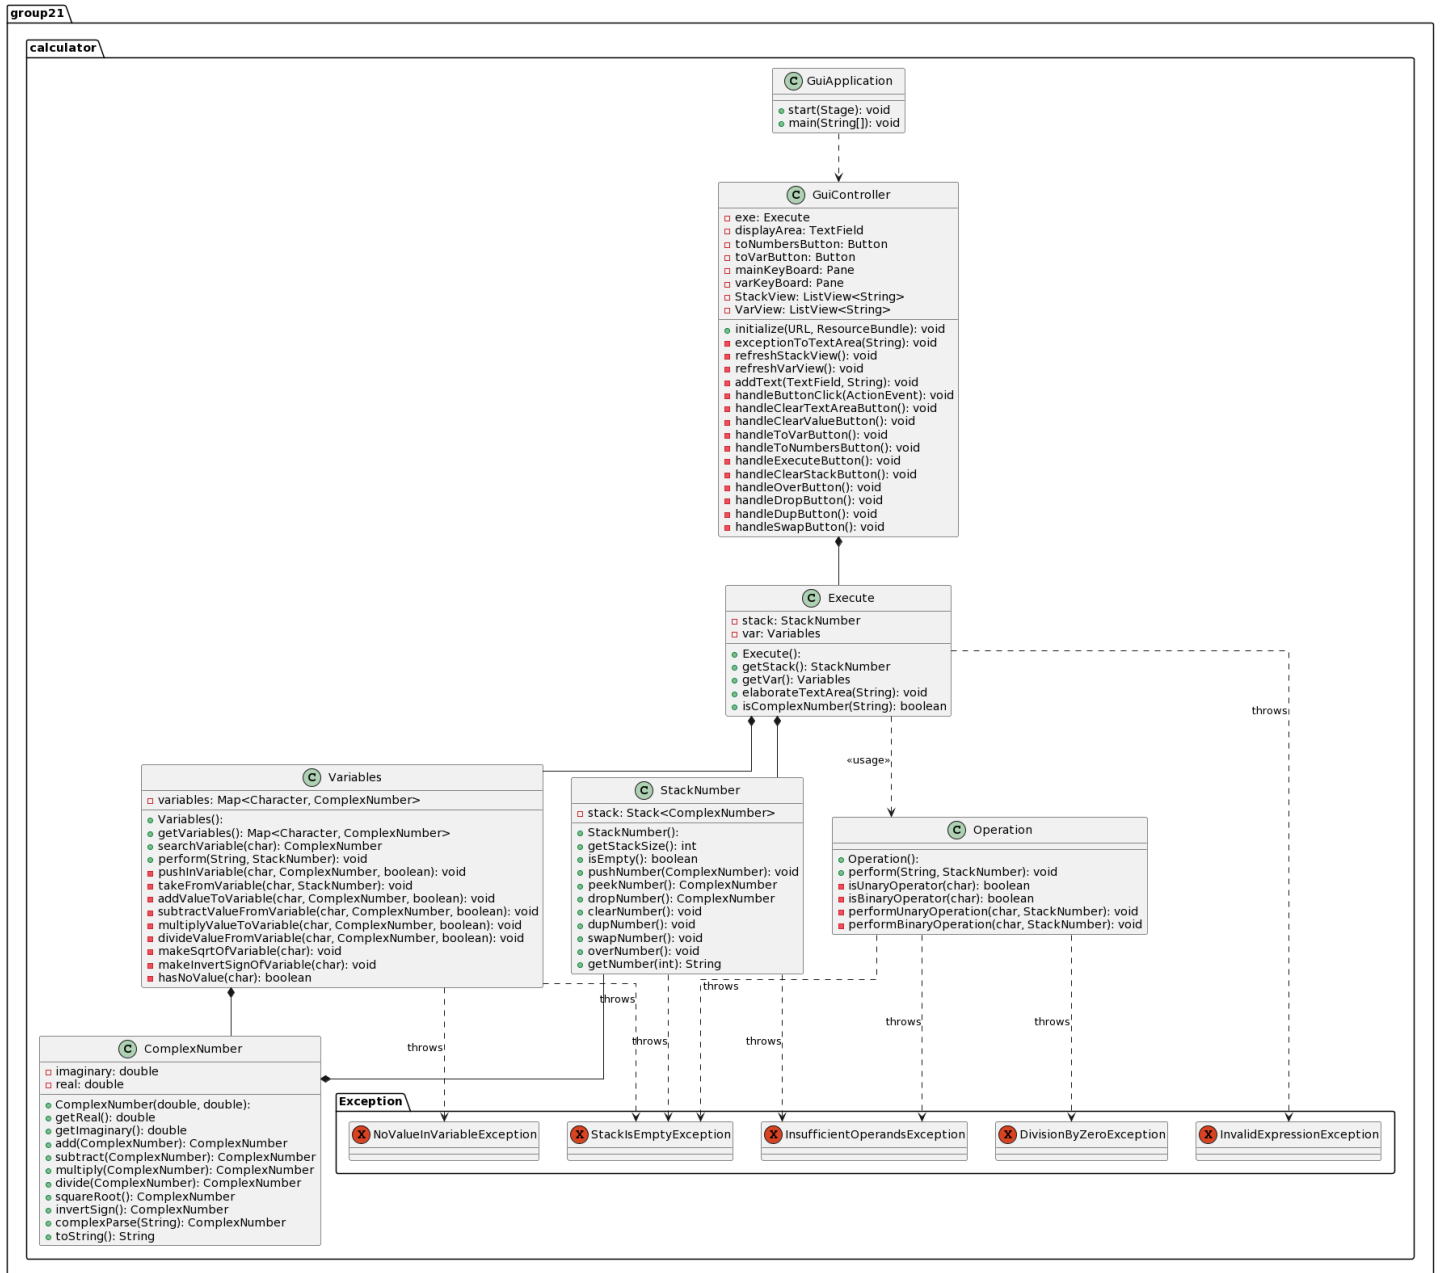 group21
calculator
C GuiApplication
start(Stage): void
main(String[]): void
C GuiController
exe: Execute
displayArea: TextField
toNumbersButton: Button
toVarButton: Button
mainKeyBoard: Pane
varKeyBoard: Pane
StackView: ListView<String>
VarView: ListView<String>
initialize(URL, ResourceBundle): void
exceptionToTextArea(String): void
refreshStackView(): void
refreshVarView(): void
addText(TextField, String): void
handleButtonClick(ActionEvent): void
handleClearTextAreaButton(): void
handleClearValueButton(): void
handleToVarButton(): void
handleToNumbersButton(): void
handleExecuteButton(): void
handleClearStackButton(): void
handleOverButton(): void
handleDropButton(): void
handleDupButton(): void
handleSwapButton(): void
C Execute
stack: StackNumber
var: Variables
Execute():
getStack(): StackNumber
getVar(): Variables
elaborateTextArea(String): void
isComplexNumber(String): boolean
throws
«usage»
C Variables
variables: Map<Character, ComplexNumber>
Variables():
getVariables(): Map<Character, ComplexNumber>
searchVariable(char): ComplexNumber
perform(String, StackNumber): void
pushInVariable(char, ComplexNumber, boolean): void
takeFromVariable(char, StackNumber): void
addValueToVariable(char, ComplexNumber, boolean): void
subtractValueFromVariable(char, ComplexNumber, boolean): void
multiplyValueToVariable(char, ComplexNumber, boolean): void
divideValueFromVariable(char, ComplexNumber, boolean): void
makeSqrtOfVariable(char): void
makeInvertSignOfVariable(char): void
hasNoValue(char): boolean
C StackNumber
stack: Stack<ComplexNumber>
StackNumber():
getStackSize(): int
isEmpty(): boolean
pushNumber(ComplexNumber): void
peekNumber(): ComplexNumber
dropNumber(): ComplexNumber
clearNumber(): void
dupNumber(): void
swapNumber(): void
overNumber(): void
getNumber(int): String
C Operation
Operation():
perform(String, StackNumber): void
isUnaryOperator(char): boolean
isBinaryOperator(char): boolean
performUnaryOperation(char, StackNumber): void
performBinaryOperation(char, StackNumber): void
throws
throws
throws
throws
throws
throws
throws
C ComplexNumber
imaginary: double
real: double
ComplexNumber(double, double):
getReal(): double
getImaginary(): double
add(ComplexNumber): ComplexNumber
subtract(ComplexNumber): ComplexNumber
multiply(ComplexNumber): ComplexNumber
divide(ComplexNumber): ComplexNumber
squareRoot(): ComplexNumber
invertSign(): ComplexNumber
complexParse(String): ComplexNumber
toString(): String
Exception
X NoValueInVariableException
X StackIsEmptyException
X InsufficientOperandsException
X DivisionByZeroException
X InvalidExpressionException